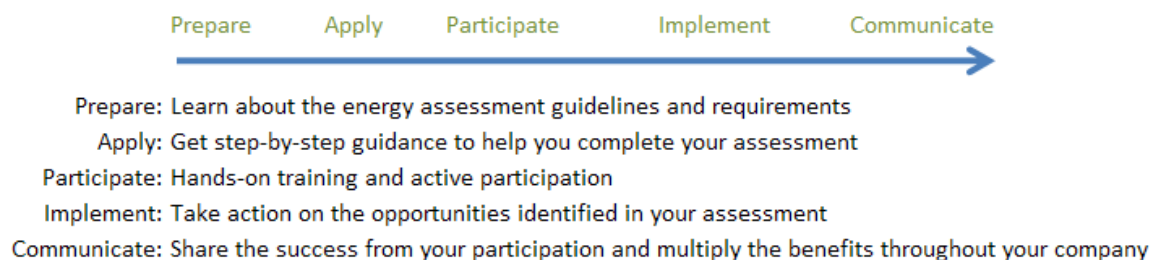 Prepare Apply Participate Implement Communicate
Prepare: Learn about the energy assessment guidelines and requirements
Apply: Get step-by-step guidance to help you complete your assessment
Participate: Hands-on training and active participation
Implement: Take action on the opportunities identified in your assessment
Communicate: Share the success from your participation and multiply the benefits throughout your company